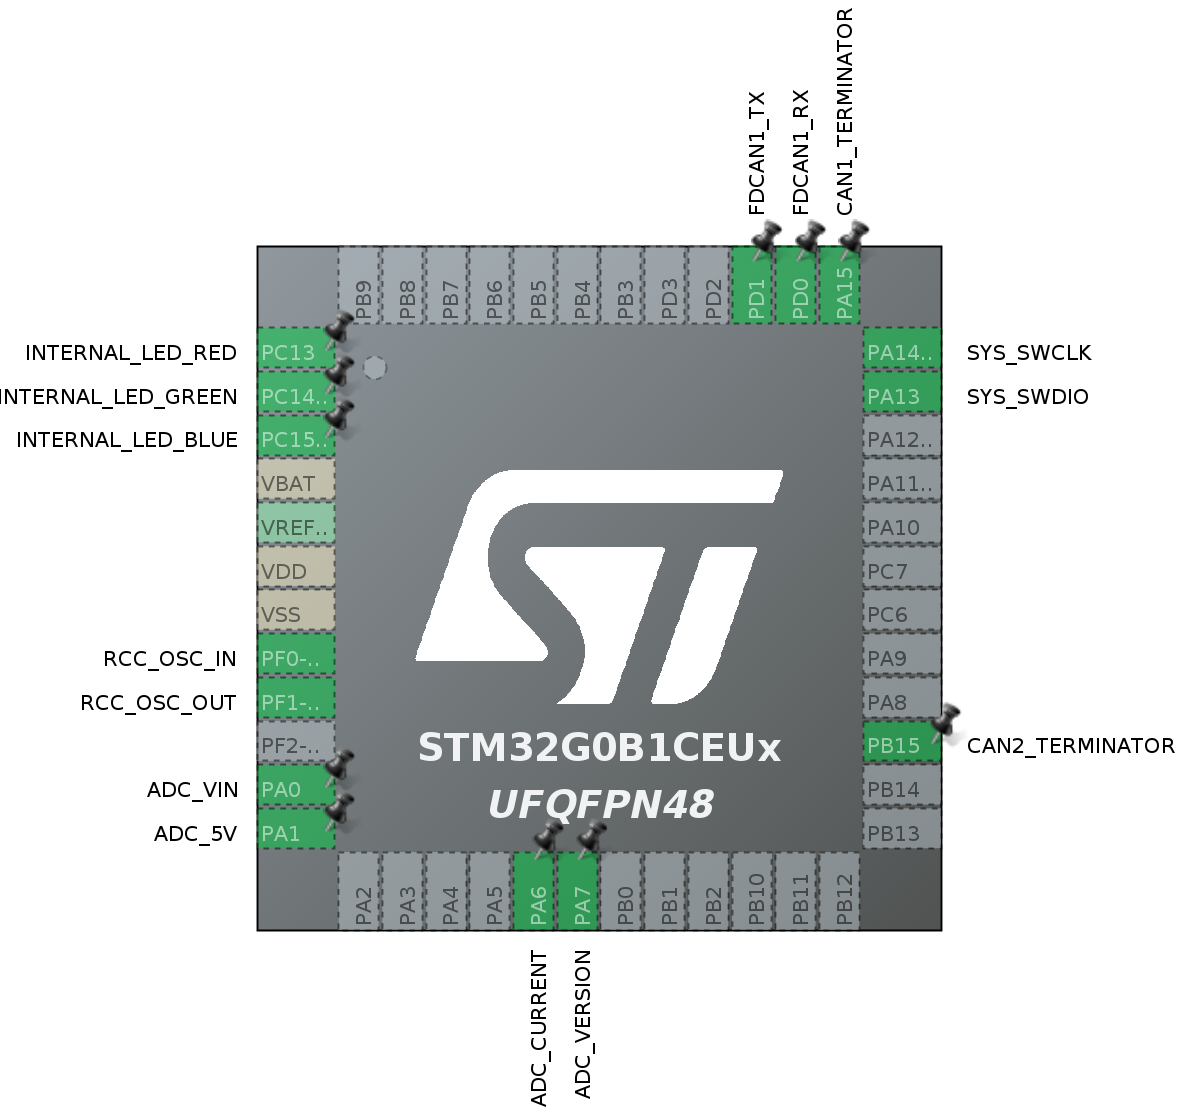 FDCAN1_TX
FDCAN1_RX
CAN1_TERMINATOR
PB9
PB8
PB7
PB6
PB5
PB4
PB3
PD3
PD2
PD1
PD0
PA15
INTERNAL_LED_RED
PC13
NTERNAL_LED_GREEN
PC14..
INTERNAL_LED_BLUE
PC15..
VBAT
VREF..
VDD
VSS
RCC_OSC_IN
PF0-..
RCC_OSC_OUT
PF1-..
PF2-..
ADC_VIN
PA0
ADC_5V
PA1
PA14..
SYS_SWCLK
PA13
SYS_SWDIO
PA12..
PA11..
PA10
PC7
PC6
PA9
PA8
PB15
CAN2_TERMINATOR
PB14
PB13
ST
STM32G0B1CEUx
UFQFPN48
PA2
PA3
PA4
PA5
PA6
PA7
PB0
PB1
PB2
PB10
PB11
PB12
ADC_CURRENT
ADC_VERSION